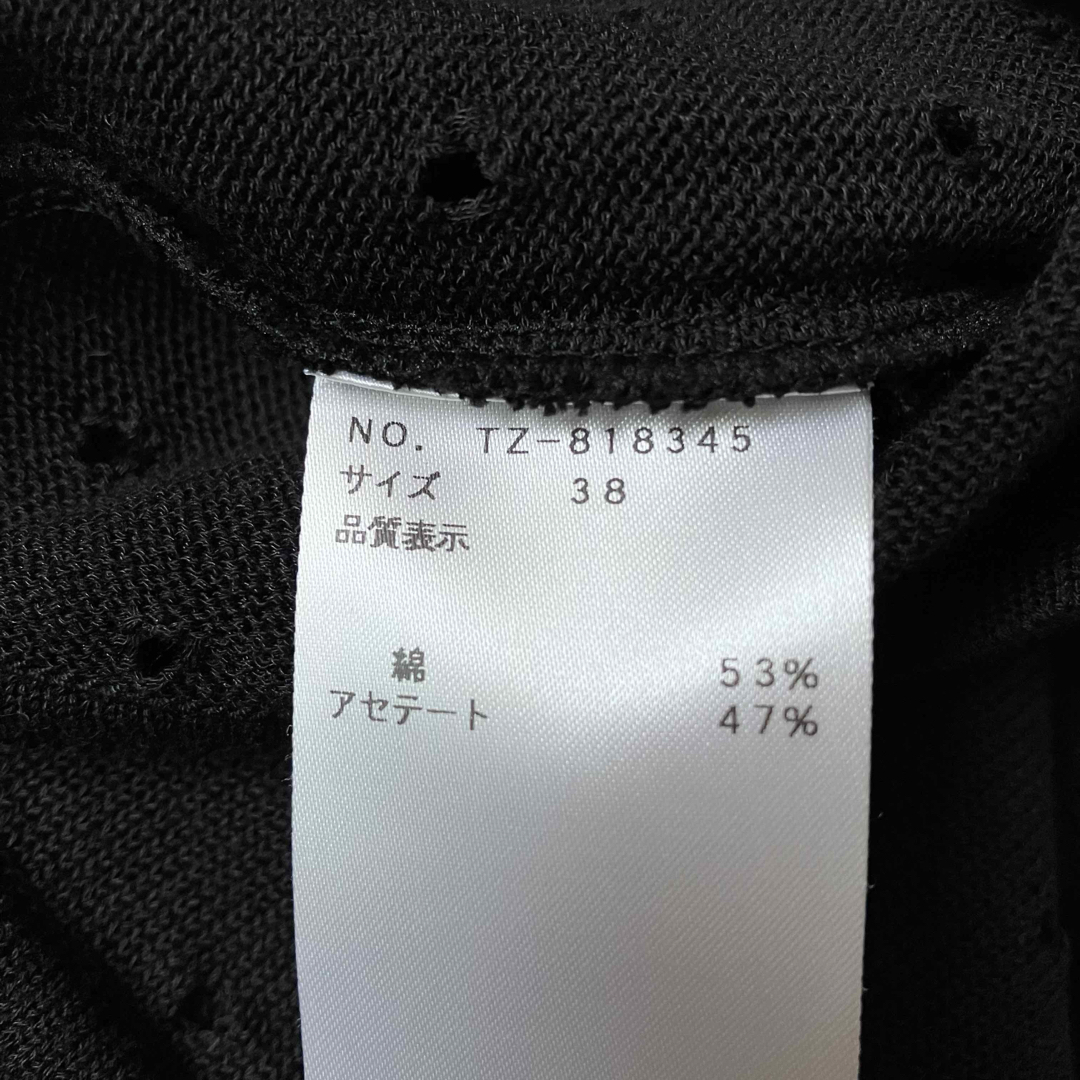 NO. TZ-818345
サイズ 38
品質表示
綿 53%
アセテート 47%